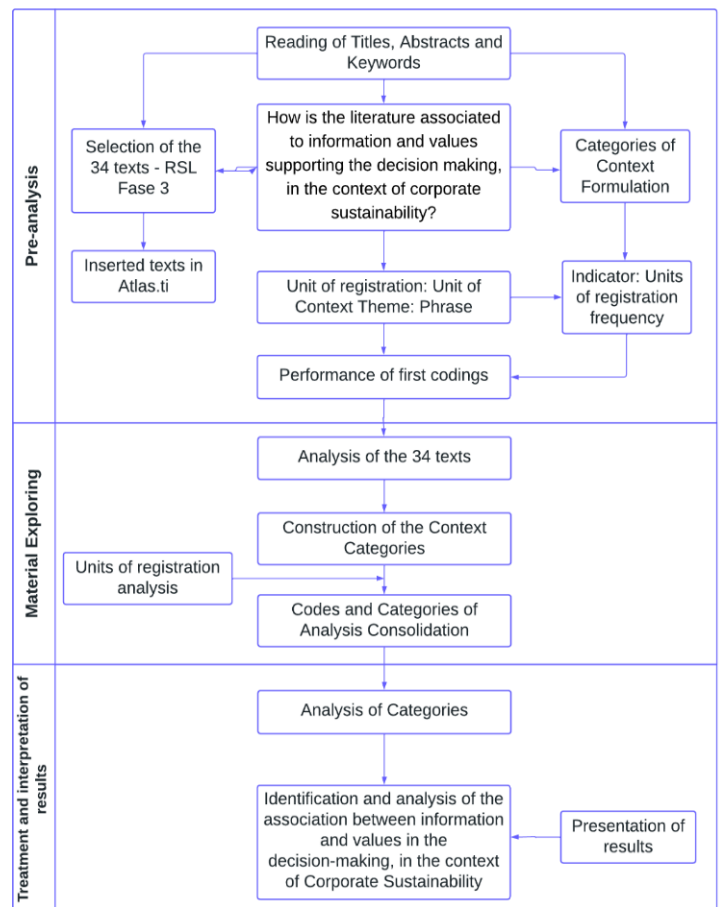 Pre-analysis
Reading of Titles, Abstracts and
Keywords
Selection of the
34 texts - RSL
Fase 3
How is the literature associated
to information and values
supporting the decision making,
in the context of corporate
sustainability?
Categories of
Context
Formulation
Inserted texts in
Atlas.ti
Unit of registration: Unit of
Context Theme: Phrase
Indicator: Units
of registration
frequency
Performance of first codings
Material Exploring
Analysis of the 34 texts
Construction of the Context
Categories
Units of registration
analysis
Codes and Categories of
Analysis Consolidation
Treatment and interpretation of
results
Analysis of Categories
Identification and analysis of the
association between information
and values in the
decision-making, in the context
of Corporate Sustainability
Presentation of
results